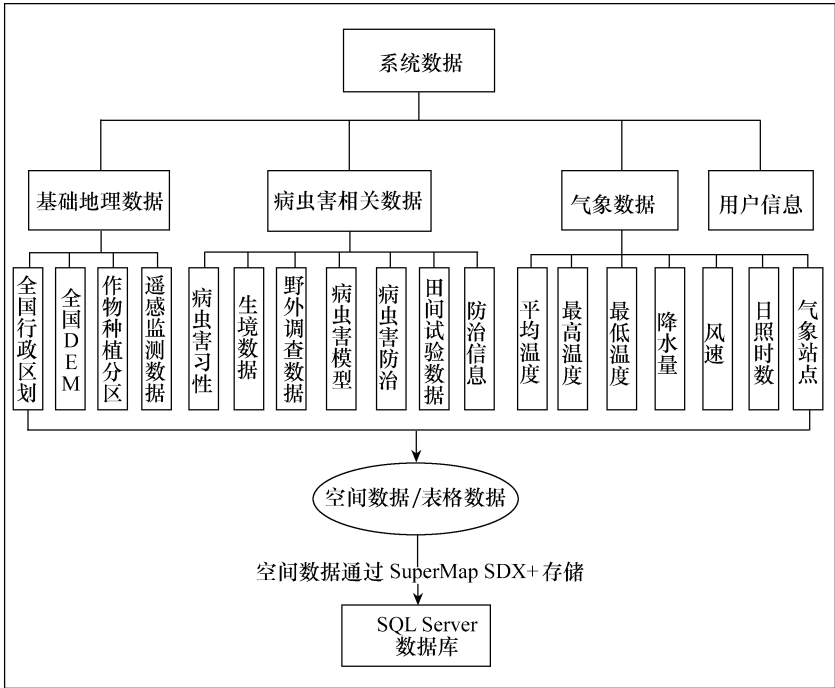 系统数据
基础地理数据
病虫害相关数据
气象数据
用户信息
全国行政区划
全国DEM
作物种植分区
遥感监测数据
病虫害习性
生境数据
野外调查数据
病虫害模型
病虫害防治
田间试验数据
防治信息
平均温度
最高温度
最低温度
降水量
风速
日照时数
气象站点
空间数据/表格数据
空间数据通过 SuperMap SDX+ 存储
SQL Server
数据库